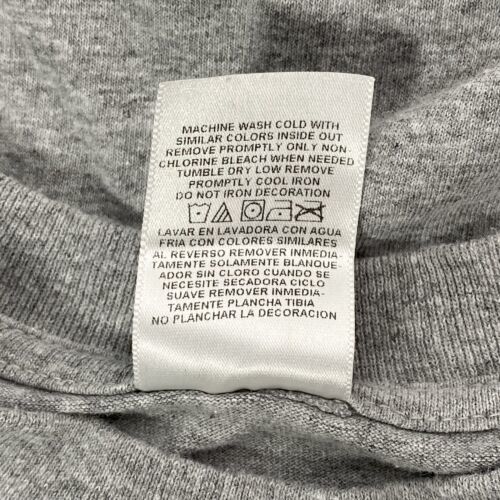 MACHINE WASH COLD WITH
SIMILAR COLORS INSIDE OUT
REMOVE PROMPTLY ONLY NON-
CHLORINE BLEACH WHEN NEEDED
TUMBLE DRY LOW REMOVE
PROMPTLY COOL IRON
DO NOT IRON DECORATION
LAVAR EN LAVADORA CON AGUA
FRIA CON COLORES SIMILARES
AL REVERSO REMOVER INMEDIA-
TAMENTE SOLAMENTE BLANQUE-
ADOR SIN CLORO CUANDO SE
NECESITE SECADORA CICLO
SUAVE REMOVER INMEDIA-
TAMENTE PLANCHA TIBIA
NO PLANCHAR LA DECORACION